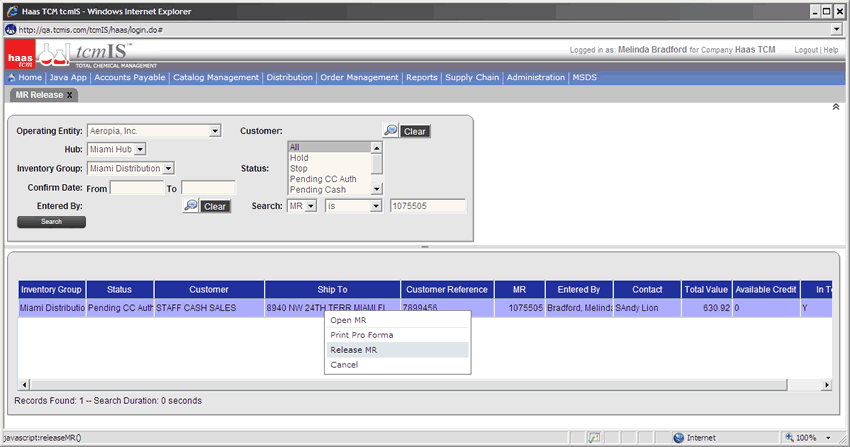 Haas TCM tcmIS - Windows Internet Explorer
http://qa.tcmis.com/tcmIS/haas/login.do#
haas tcm
tcmIS™
TOTAL CHEMICAL MANAGEMENT
Logged in as: Melinda Bradford for Company Haas TCM Logout | Help
Home Java App Accounts Payable Catalog Management Distribution Order Management Reports Supply Chain Administration MSDS
MR Release X
Operating Entity: Aeropia, Inc. Customer: Clear
Hub: Miami Hub
Inventory Group: Miami Distribution
Status: All
Hold
Stop
Pending CC Auth
Pending Cash
Confirm Date: From To
Entered By: Clear
Search: MR is 1075505
Search
Inventory Group Status Customer Ship To Customer Reference MR Entered By Contact Total Value Available Credit In Te
Miami Distributio Pending CC Auth STAFF CASH SALES 8940 NW 24TH TERR MIAMI FL 7899456 1075505 Bradford, Melinda SAndy Lion 630.92 0 Y
Open MR
Print Pro Forma
Release MR
Cancel
Records Found: 1 -- Search Duration: 0 seconds
javascript:releaseMR() Internet 100%